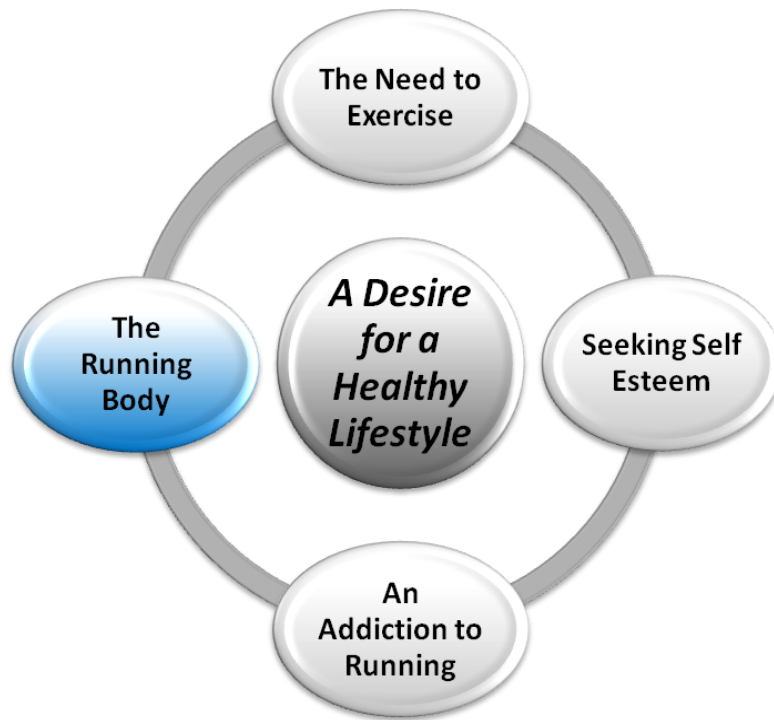 The Need to
Exercise
The
Running
Body
A Desire
for a
Healthy
Lifestyle
Seeking Self
Esteem
An
Addiction to
Running